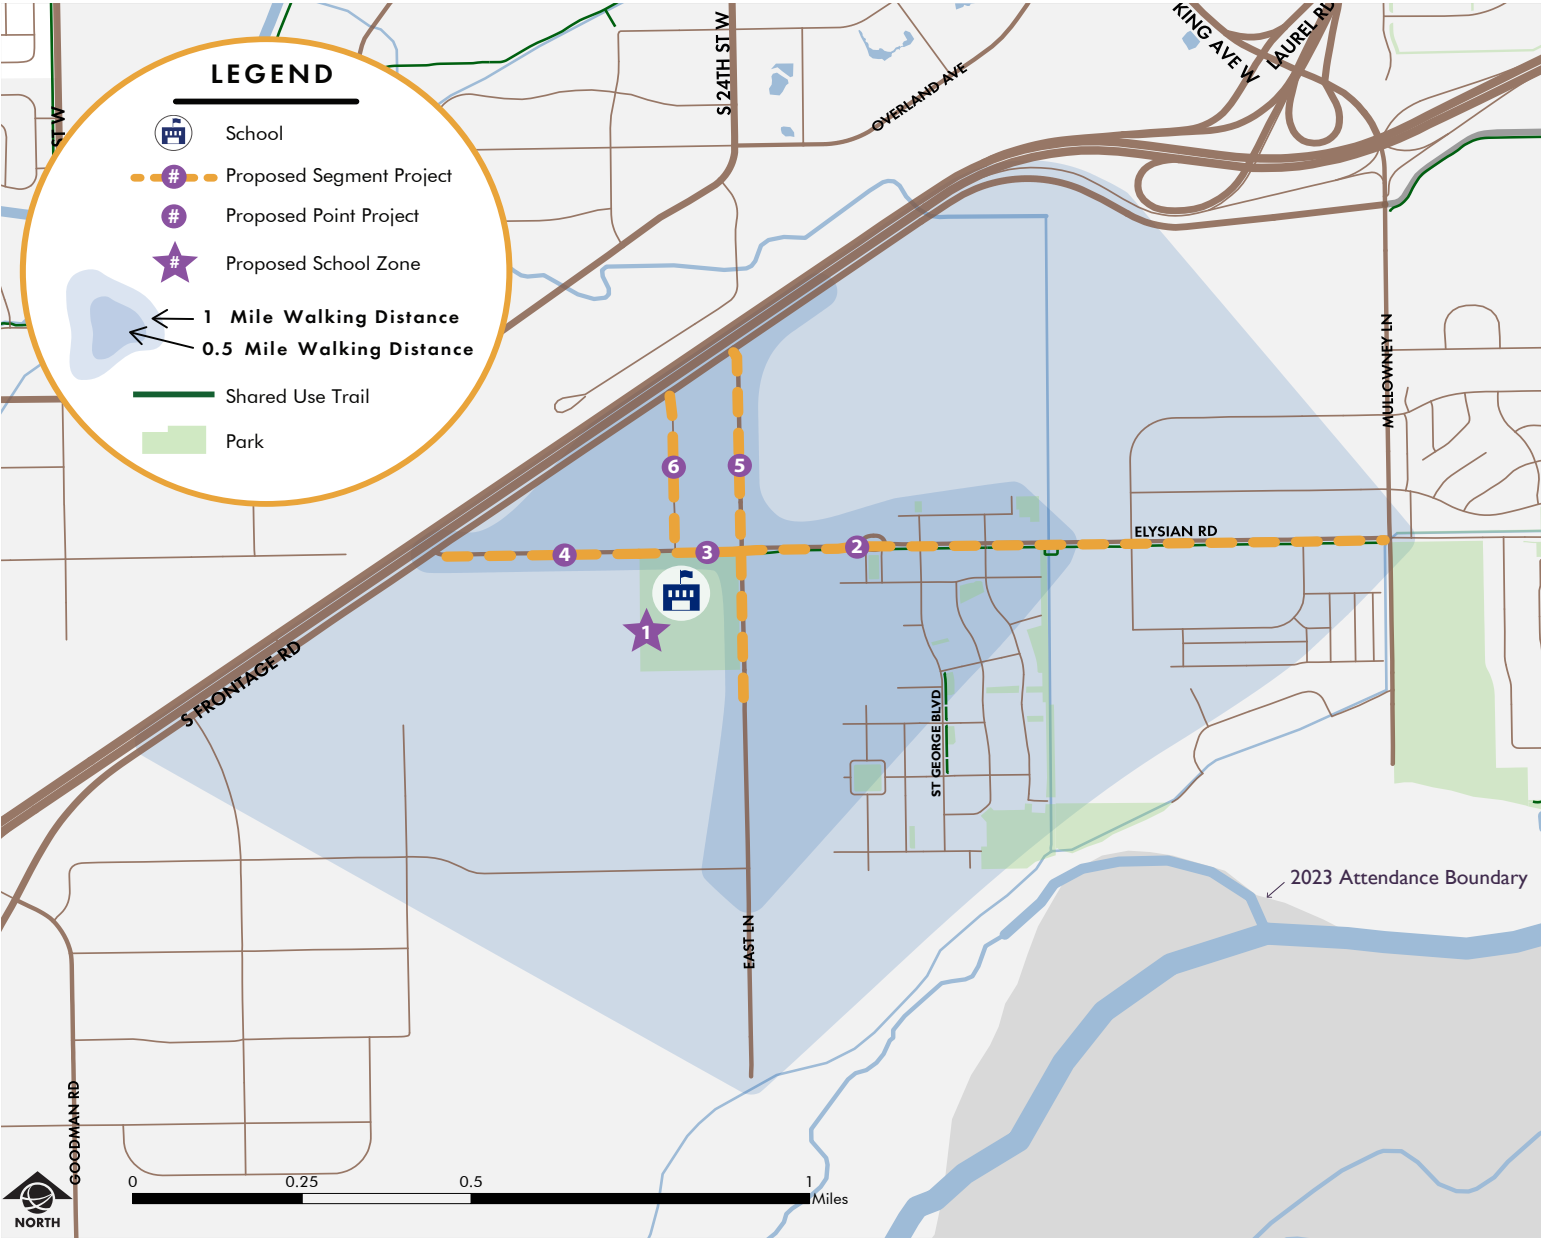 LEGEND
School
# Proposed Segment Project
# Proposed Point Project
# Proposed School Zone
1 Mile Walking Distance
0.5 Mile Walking Distance
Shared Use Trail
Park
ST W
S 24TH ST W
OVERLAND AVE
KING AVE W
LAUREL RD
MULLOWNEY LN
6
5
4
3
2
ELYSIAN RD
1
S FRONTAGE RD
ST GEORGE BLVD
2023 Attendance Boundary
EAST LN
GOODMAN RD
0 0.25 0.5 1
Miles
NORTH